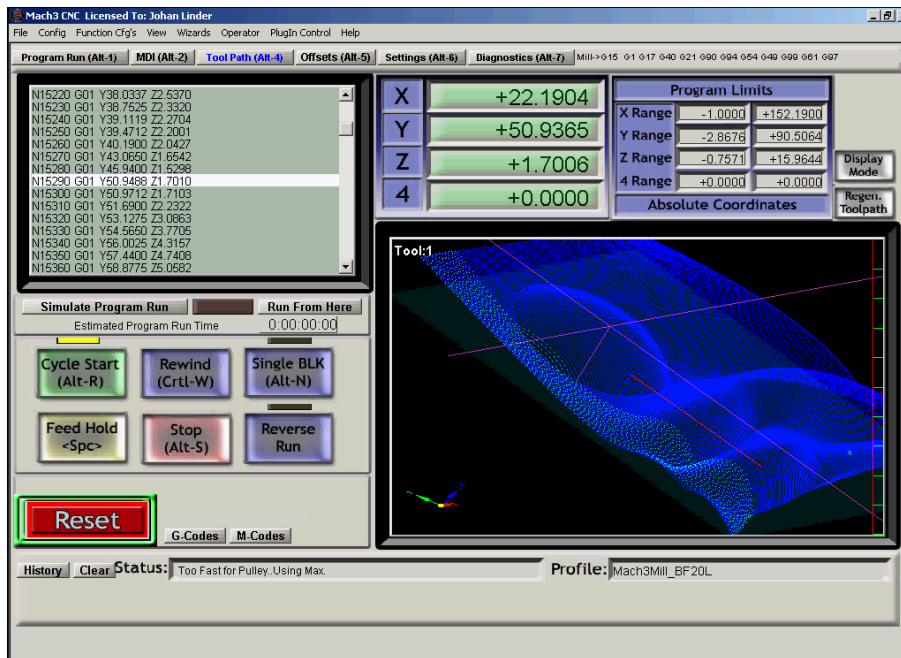 Mach3 CNC Licensed To: Johan Linder
File Config Function Cfg's View Wizards Operator PlugIn Control Help
Program Run (Alt-1) MDI (Alt-2) Tool Path (Alt-4) Offsets (Alt-5) Settings (Alt-6) Diagnostics (Alt-7) Mill->G15 G1 G17 G40 G21 G90 G94 G54 G49 G99 G61 G97
N15220 G01 Y38.0337 Z2.5370
N15230 G01 Y38.7525 Z2.3320
N15240 G01 Y39.1119 Z2.2704
N15250 G01 Y39.4712 Z2.2001
N15260 G01 Y40.1900 Z2.0427
N15270 G01 Y43.0650 Z1.6542
N15280 G01 Y45.9400 Z1.5298
N15290 G01 Y50.9488 Z1.7010
N15300 G01 Y50.9712 Z1.7103
N15310 G01 Y51.6900 Z2.2322
N15320 G01 Y53.1275 Z3.0863
N15330 G01 Y54.5650 Z3.7705
N15340 G01 Y56.0025 Z4.3157
N15350 G01 Y57.4400 Z4.7408
N15360 G01 Y58.8775 Z5.0582
X +22.1904
Y +50.9365
Z +1.7006
4 +0.0000
Program Limits
X Range -1.0000 +152.1900
Y Range -2.8676 +90.5064
Z Range -0.7571 +15.9644
4 Range +0.0000 +0.0000
Absolute Coordinates
Display
Mode
Regen.
Toolpath
Tool:1
Simulate Program Run Run From Here
Estimated Program Run Time 0:00:00:00
Cycle Start
(Alt-R)
Rewind
(Crtl-W)
Single BLK
(Alt-N)
Feed Hold
<Spc>
Stop
(Alt-S)
Reverse
Run
Reset
G-Codes M-Codes
History Clear Status: Too Fast for Pulley..Using Max. Profile: Mach3Mill_BF20L